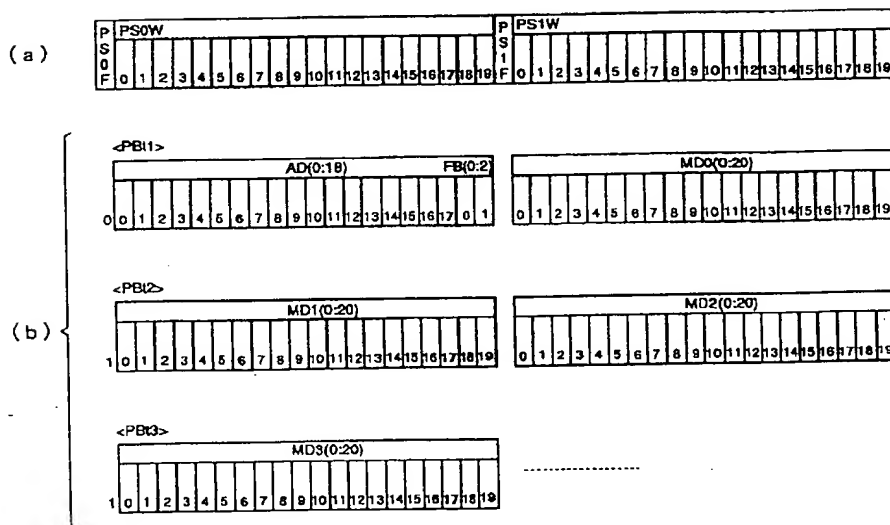 (a)
PS0F PS0W PS1F PS1W
0 1 2 3 4 5 6 7 8 9 10 11 12 13 14 15 16 17 18 19 0 1 2 3 4 5 6 7 8 9 10 11 12 13 14 15 16 17 18 19
(b)
<PBt1>
AD(0:18) FB(0:2) MD0(0:20)
0 0 1 2 3 4 5 6 7 8 9 10 11 12 13 14 15 16 17 0 1 0 1 2 3 4 5 6 7 8 9 10 11 12 13 14 15 16 17 18 19
<PBt2>
MD1(0:20) MD2(0:20)
1 0 1 2 3 4 5 6 7 8 9 10 11 12 13 14 15 16 17 18 19 0 1 2 3 4 5 6 7 8 9 10 11 12 13 14 15 16 17 18 19
<PBt3>
MD3(0:20)
1 0 1 2 3 4 5 6 7 8 9 10 11 12 13 14 15 16 17 18 19